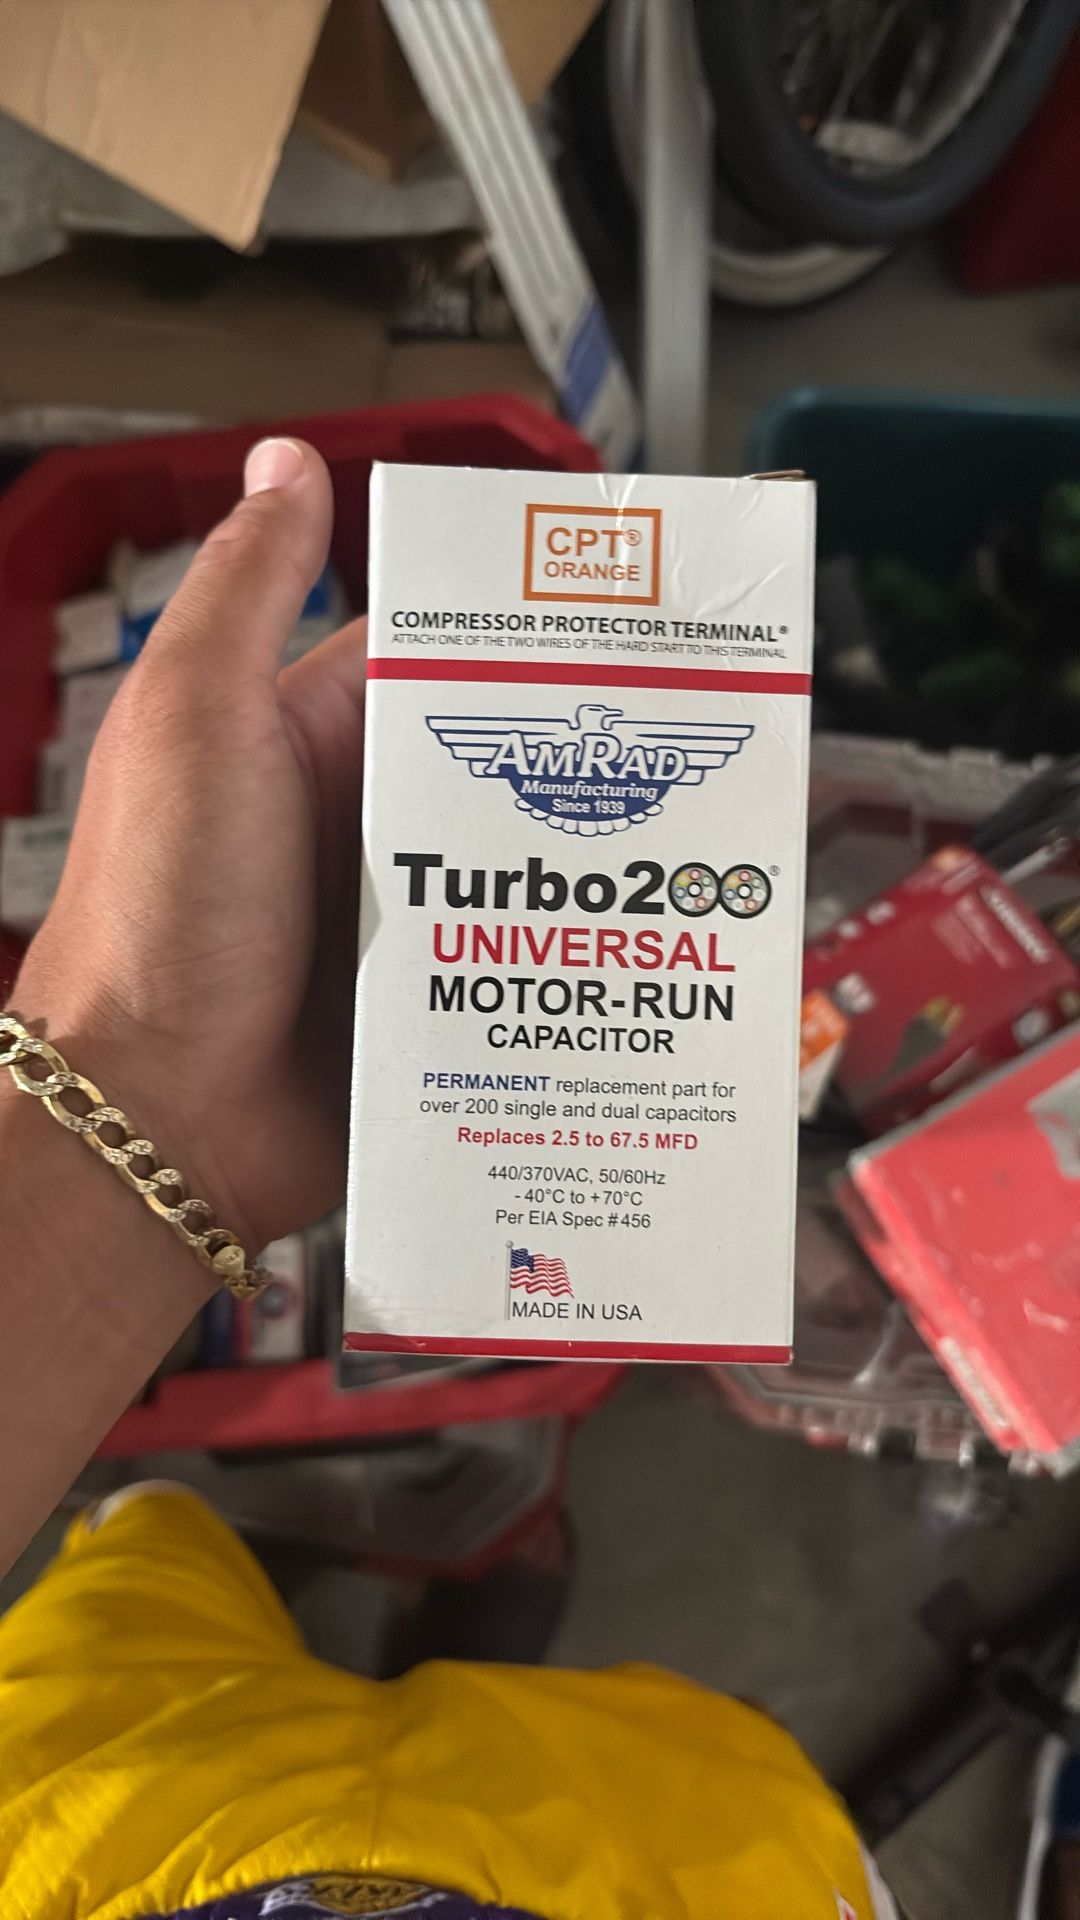 CPT®
ORANGE
COMPRESSOR PROTECTOR TERMINAL®
ATTACH ONE OF THE TWO WIRES OF THE HARD START TO THIS TERMINAL
AMRAD
Manufacturing
Since 1939
Turbo200®
UNIVERSAL
MOTOR-RUN
CAPACITOR
PERMANENT replacement part for
over 200 single and dual capacitors
Replaces 2.5 to 67.5 MFD
440/370VAC, 50/60Hz
- 40°C to +70°C
Per EIA Spec #456
MADE IN USA